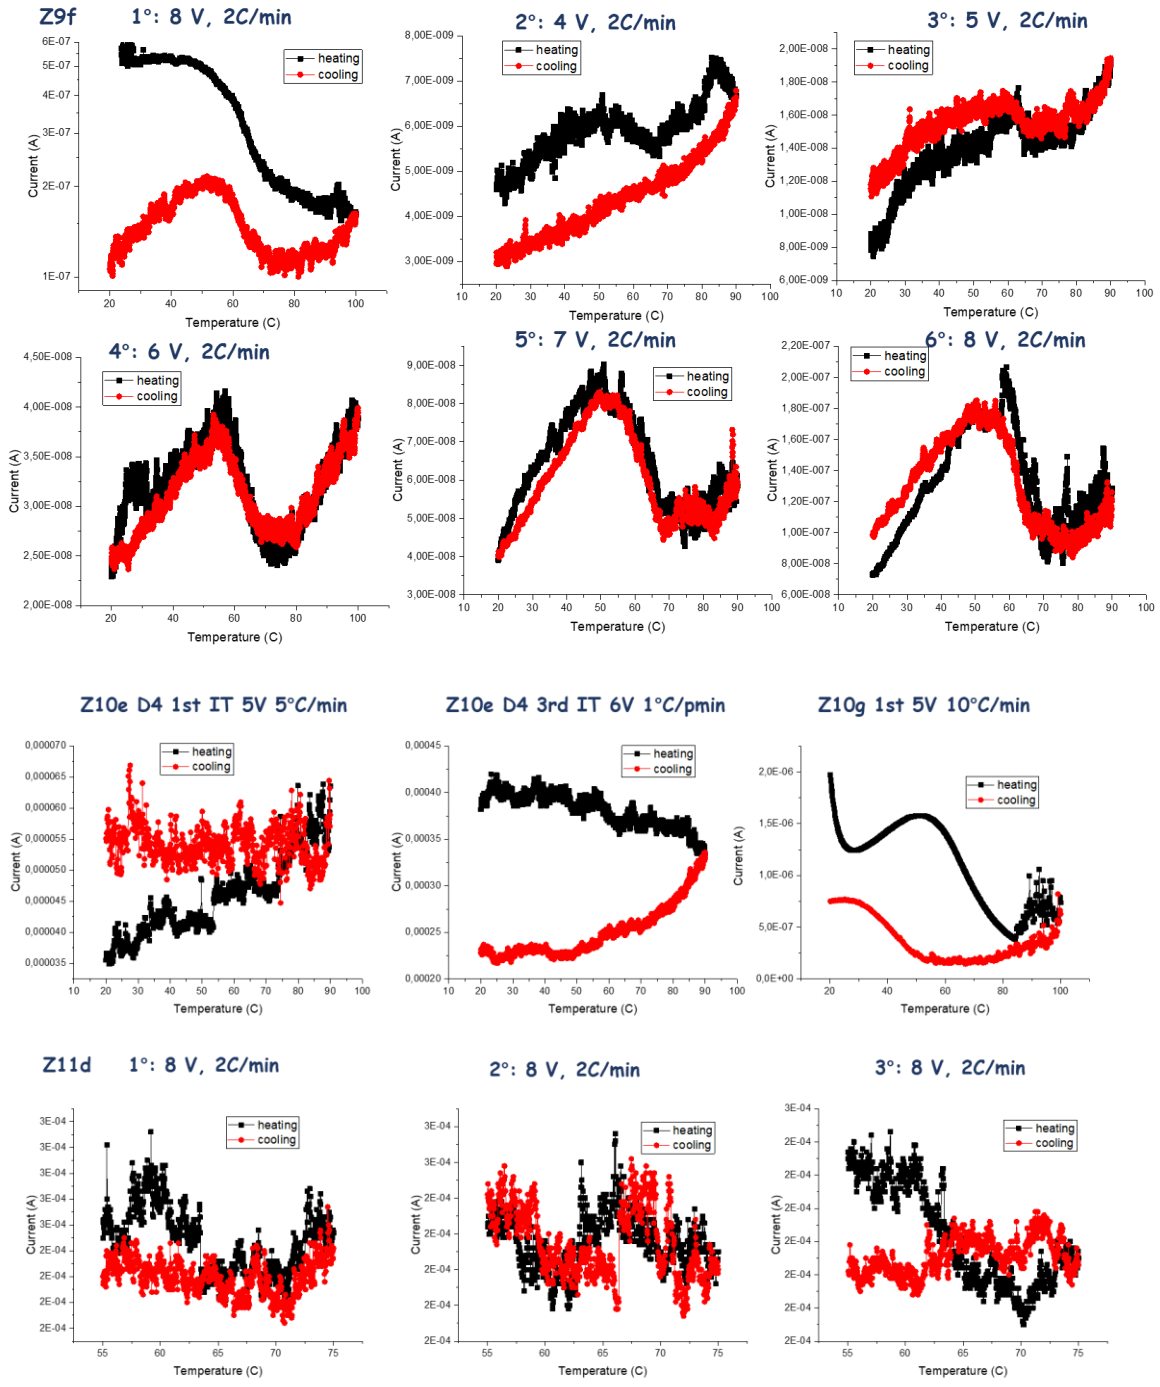 Z9f
1°: 8 V, 2C/min
2°: 4 V, 2C/min
3°: 5 V, 2C/min
6E-07
5E-07
4E-07
3E-07
2E-07
1E-07
Current (A)
heating
cooling
20 40 60 80 100
Temperature (C)
8,00E-009
7,00E-009
6,00E-009
5,00E-009
4,00E-009
3,00E-009
Current (A)
heating
cooling
10 20 30 40 50 60 70 80 90 100
Temperature (C)
2,00E-008
1,80E-008
1,60E-008
1,40E-008
1,20E-008
1,00E-008
8,00E-009
6,00E-009
Current (A)
heating
cooling
10 20 30 40 50 60 70 80 90 100
Temperature (C)
4°: 6 V, 2C/min
5°: 7 V, 2C/min
6°: 8 V, 2C/min
4,50E-008
4,00E-008
3,50E-008
3,00E-008
2,50E-008
2,00E-008
Current (A)
heating
cooling
20 40 60 80 100
Temperature (C)
9,00E-008
8,00E-008
7,00E-008
6,00E-008
5,00E-008
4,00E-008
3,00E-008
Current (A)
heating
cooling
10 20 30 40 50 60 70 80 90 100
Temperature (C)
2,20E-007
2,00E-007
1,80E-007
1,60E-007
1,40E-007
1,20E-007
1,00E-007
8,00E-008
6,00E-008
Current (A)
heating
cooling
10 20 30 40 50 60 70 80 90 100
Temperature (C)
Z10e D4 1st IT 5V 5°C/min
Z10e D4 3rd IT 6V 1°C/pmin
Z10g 1st 5V 10°C/min
0,000070
0,000065
0,000060
0,000055
0,000050
0,000045
0,000040
0,000035
Current (A)
heating
cooling
10 20 30 40 50 60 70 80 90 100
Temperature (C)
0,00045
0,00040
0,00035
0,00030
0,00025
0,00020
Current (A)
heating
cooling
10 20 30 40 50 60 70 80 90 100
Temperature (C)
2,0E-06
1,5E-06
1,0E-06
5,0E-07
0,0E+00
Current (A)
heating
cooling
20 40 60 80 100
Temperature (C)
Z11d
1°: 8 V, 2C/min
2°: 8 V, 2C/min
3°: 8 V, 2C/min
3E-04
3E-04
3E-04
3E-04
3E-04
2E-04
2E-04
2E-04
2E-04
Current (A)
heating
cooling
55 60 65 70 75
Temperature (C)
3E-04
3E-04
3E-04
2E-04
2E-04
2E-04
2E-04
Current (A)
heating
cooling
55 60 65 70 75
Temperature (C)
3E-04
2E-04
2E-04
2E-04
2E-04
2E-04
2E-04
2E-04
Current (A)
heating
cooling
55 60 65 70 75
Temperature (C)